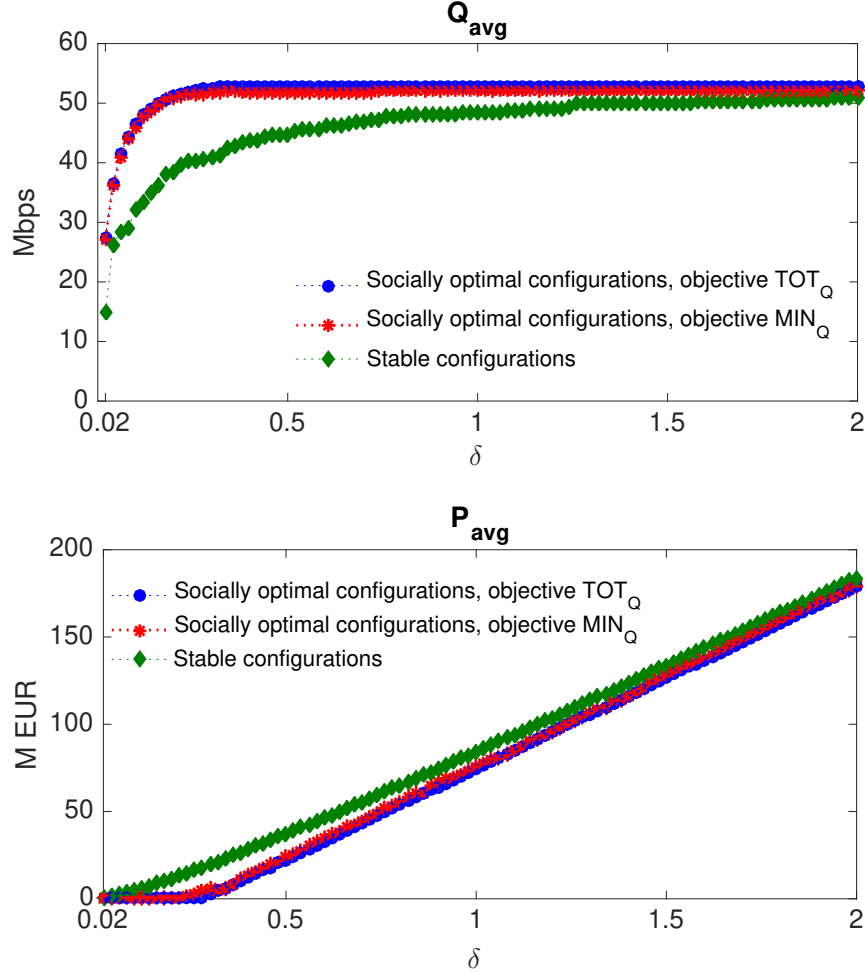 Q_avg
60
50
40
30
20
10
0
Mbps
Socially optimal configurations, objective TOT_Q
Socially optimal configurations, objective MIN_Q
Stable configurations
0.02 0.5 1 1.5 2
δ
P_avg
200
150
100
50
0
M EUR
Socially optimal configurations, objective TOT_Q
Socially optimal configurations, objective MIN_Q
Stable configurations
0.02 0.5 1 1.5 2
δ